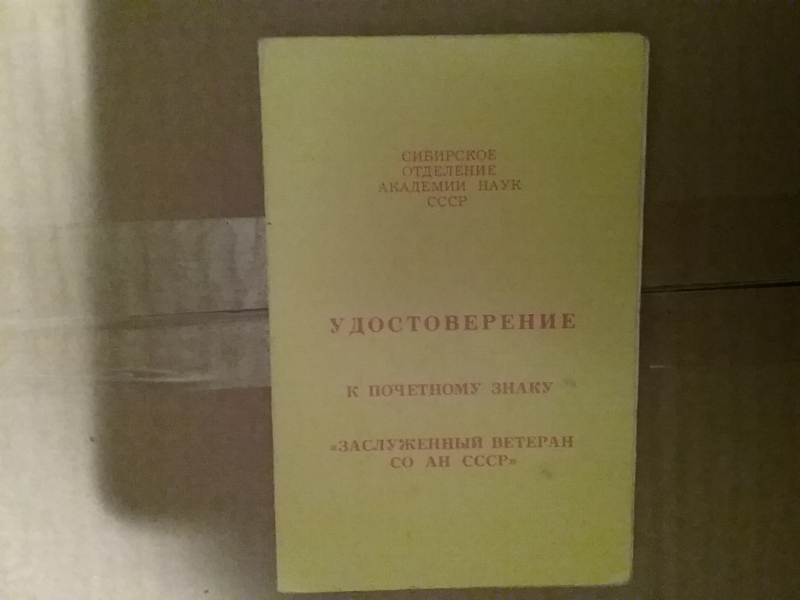 СИБИРСКОЕ
ОТДЕЛЕНИЕ
АКАДЕМИИ НАУК
СССР
УДОСТОВЕРЕНИЕ
К ПОЧЕТНОМУ ЗНАКУ
«ЗАСЛУЖЕННЫЙ ВЕТЕРАН
СО АН СССР»